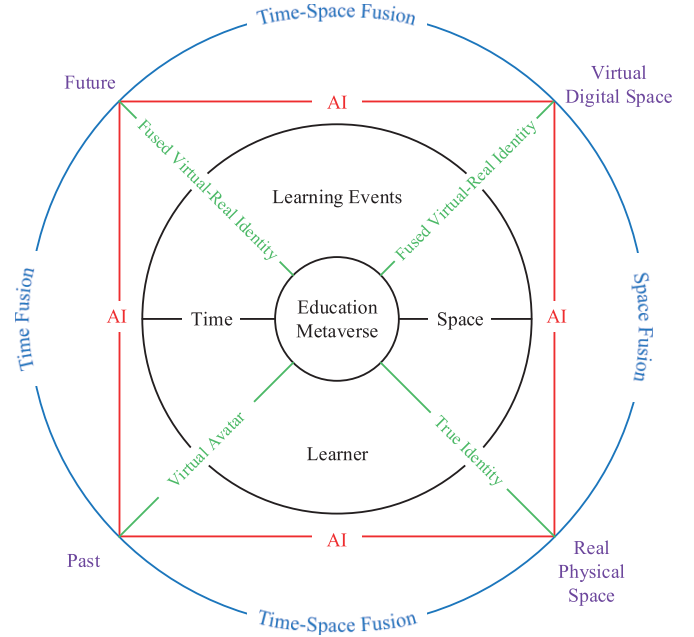 Time-Space Fusion
Future
Virtual
Digital Space
AI
Fused Virtual-Real Identity
Fused Virtual-Real Identity
Learning Events
Time Fusion
AI
Time
Education
Metaverse
Space
AI
Space Fusion
Virtual Avatar
True Identity
Learner
AI
Past
Real
Physical
Space
Time-Space Fusion